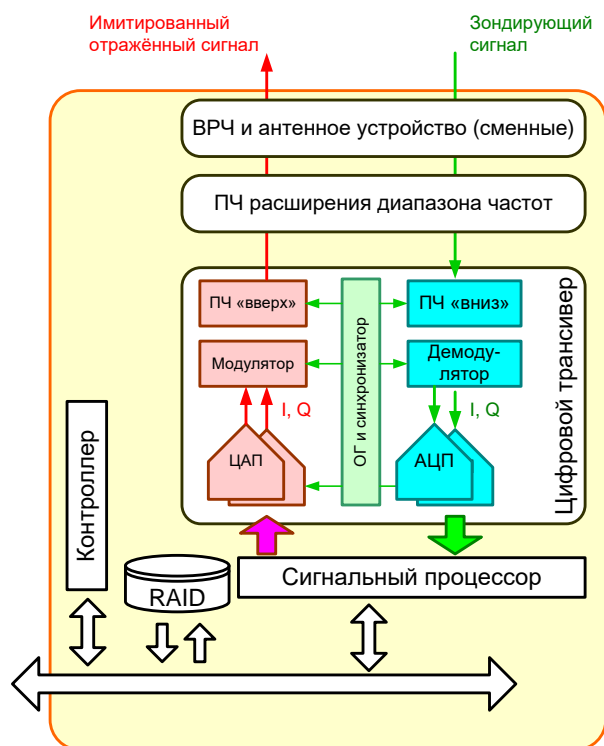 Имитированный
отражённый сигнал
Зондирующий
сигнал
ВРЧ и антенное устройство (сменные)
ПЧ расширения диапазона частот
ПЧ «вверх»
ПЧ «вниз»
Модулятор
Демоду-
лятор
I, Q
I, Q
ЦАП
АЦП
ОГ и синхронизатор
Цифровой трансивер
Контроллер
RAID
Сигнальный процессор